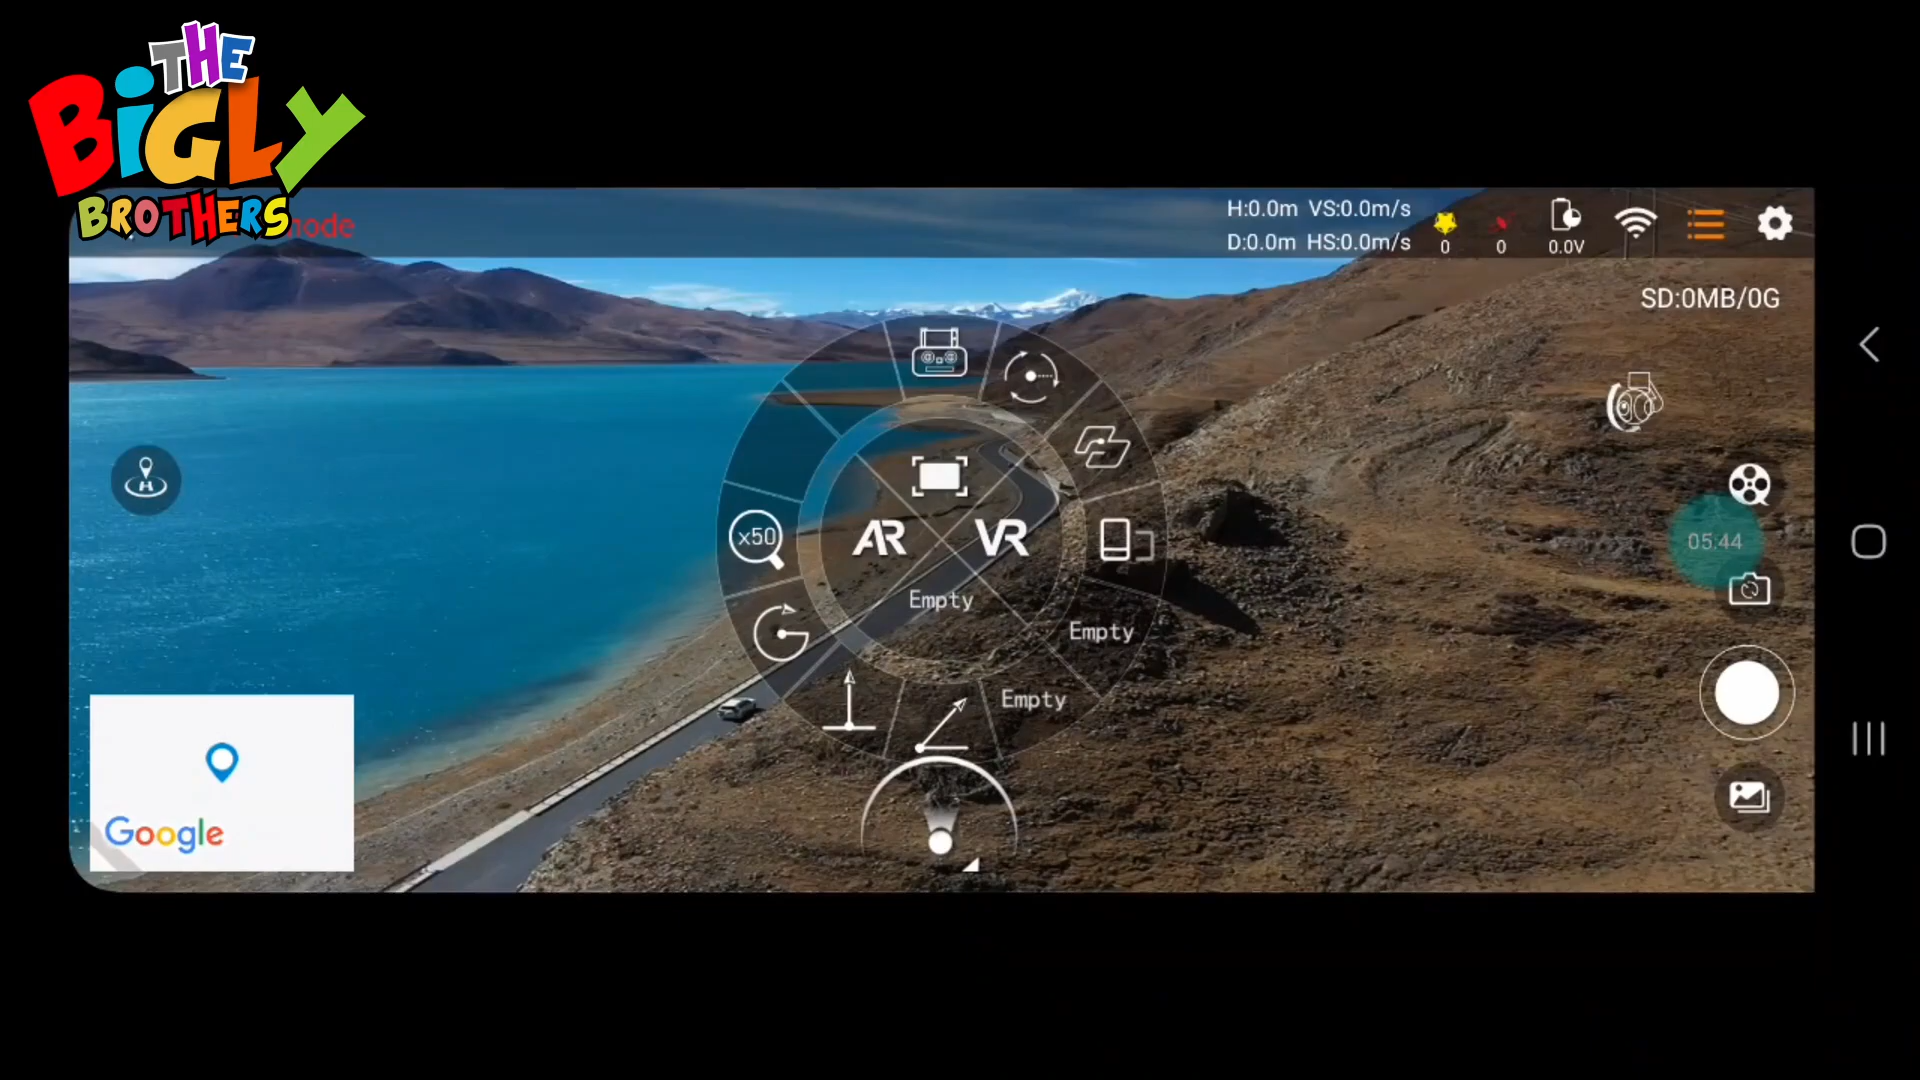 THE
BiGLY
BROTHERS
mode
H:0.0m VS:0.0m/s
D:0.0m HS:0.0m/s
0
0
0.0V
SD:0MB/0G
x50
AR
VR
Empty
Empty
Empty
05:44
H
Google